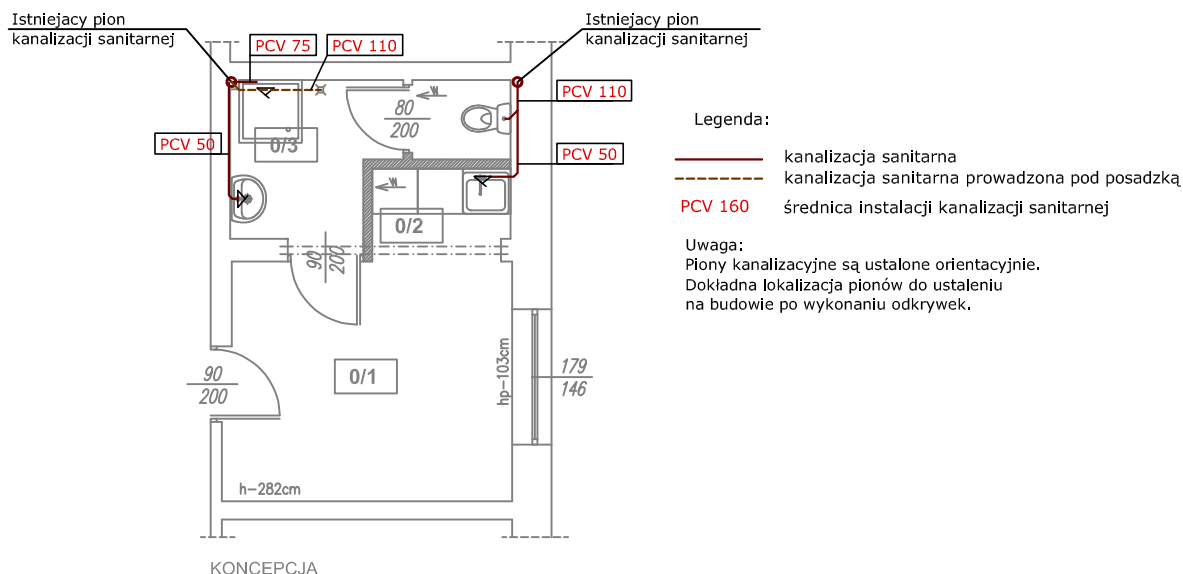 Istniejacy pion
kanalizacji sanitarnej
Istniejacy pion
kanalizacji sanitarnej
PCV 75
PCV 110
PCV 110
PCV 50
PCV 50
80
200
0/3
0/2
90
200
90
200
0/1
hp-103cm
179
146
h-282cm
KONCEPCJA
Legenda:
kanalizacja sanitarna
kanalizacja sanitarna prowadzona pod posadzką
PCV 160 średnica instalacji kanalizacji sanitarnej
Uwaga:
Piony kanalizacyjne są ustalone orientacyjnie.
Dokładna lokalizacja pionów do ustaleniu
na budowie po wykonaniu odkrywek.